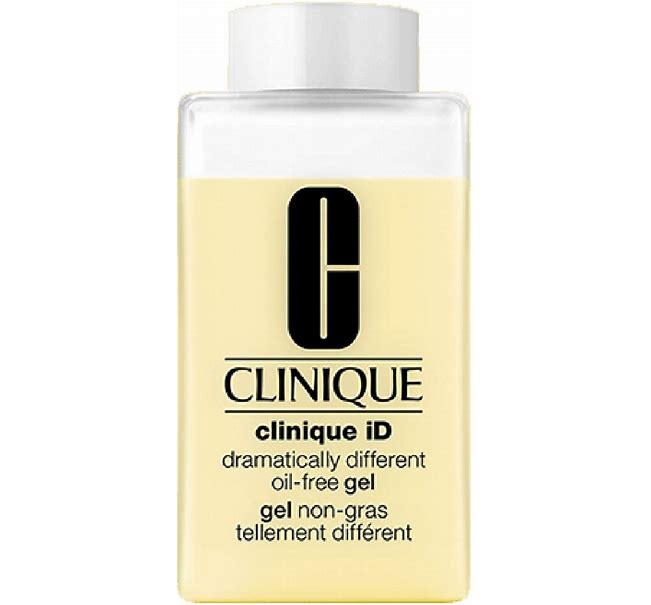 C
CLINIQUE
clinique iD
dramatically different
oil-free gel
gel non-gras
tellement différent